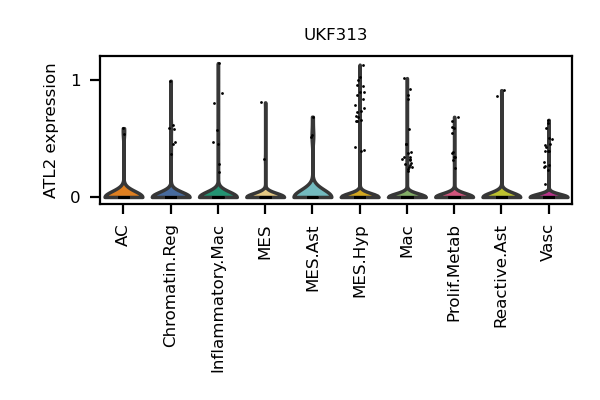 UKF313
ATL2 expression
1
0
AC
Chromatin.Reg
Inflammatory.Mac
MES
MES.Ast
MES.Hyp
Mac
Prolif.Metab
Reactive.Ast
Vasc